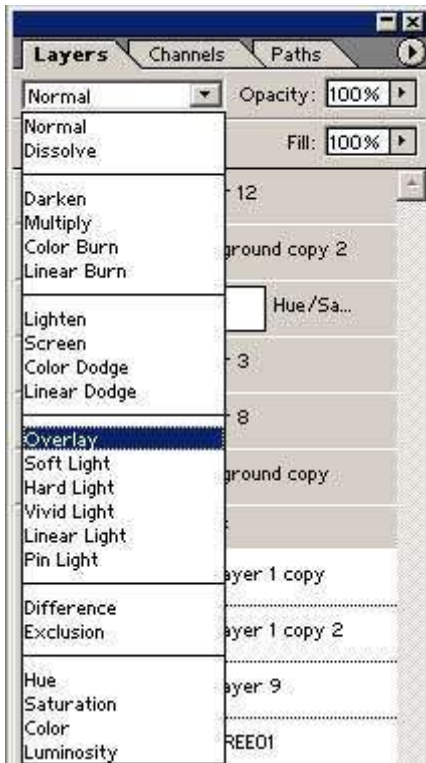 Layers Channels Paths
Normal Opacity: 100%
Normal
Dissolve Fill: 100%
Darken 12
Multiply
Color Burn ground copy 2
Linear Burn
Lighten Hue/Sa...
Screen
Color Dodge 3
Linear Dodge
8
Overlay
Soft Light
Hard Light ground copy
Vivid Light
Linear Light
Pin Light
ayer 1 copy
Difference
Exclusion ayer 1 copy 2
Hue ayer 9
Saturation
Color
Luminosity REE01